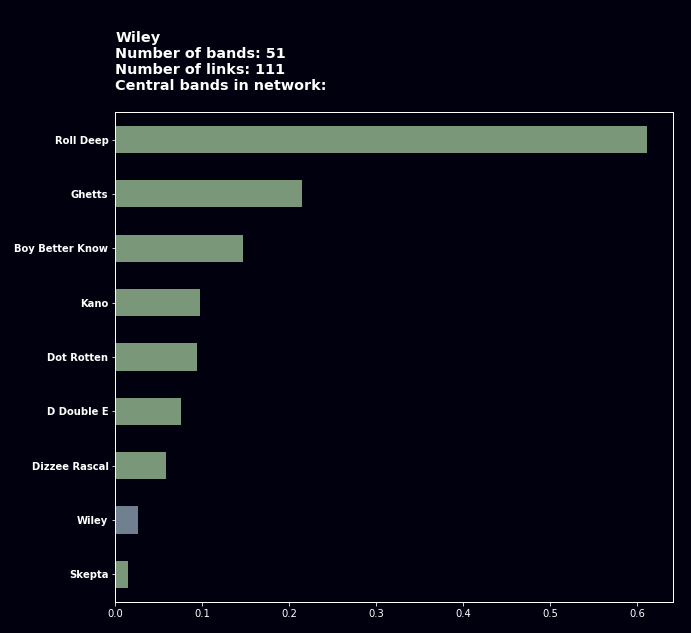 Wiley
Number of bands: 51
Number of links: 111
Central bands in network:
Roll Deep
Ghetts
Boy Better Know
Kano
Dot Rotten
D Double E
Dizzee Rascal
Wiley
Skepta
0.0 0.1 0.2 0.3 0.4 0.5 0.6